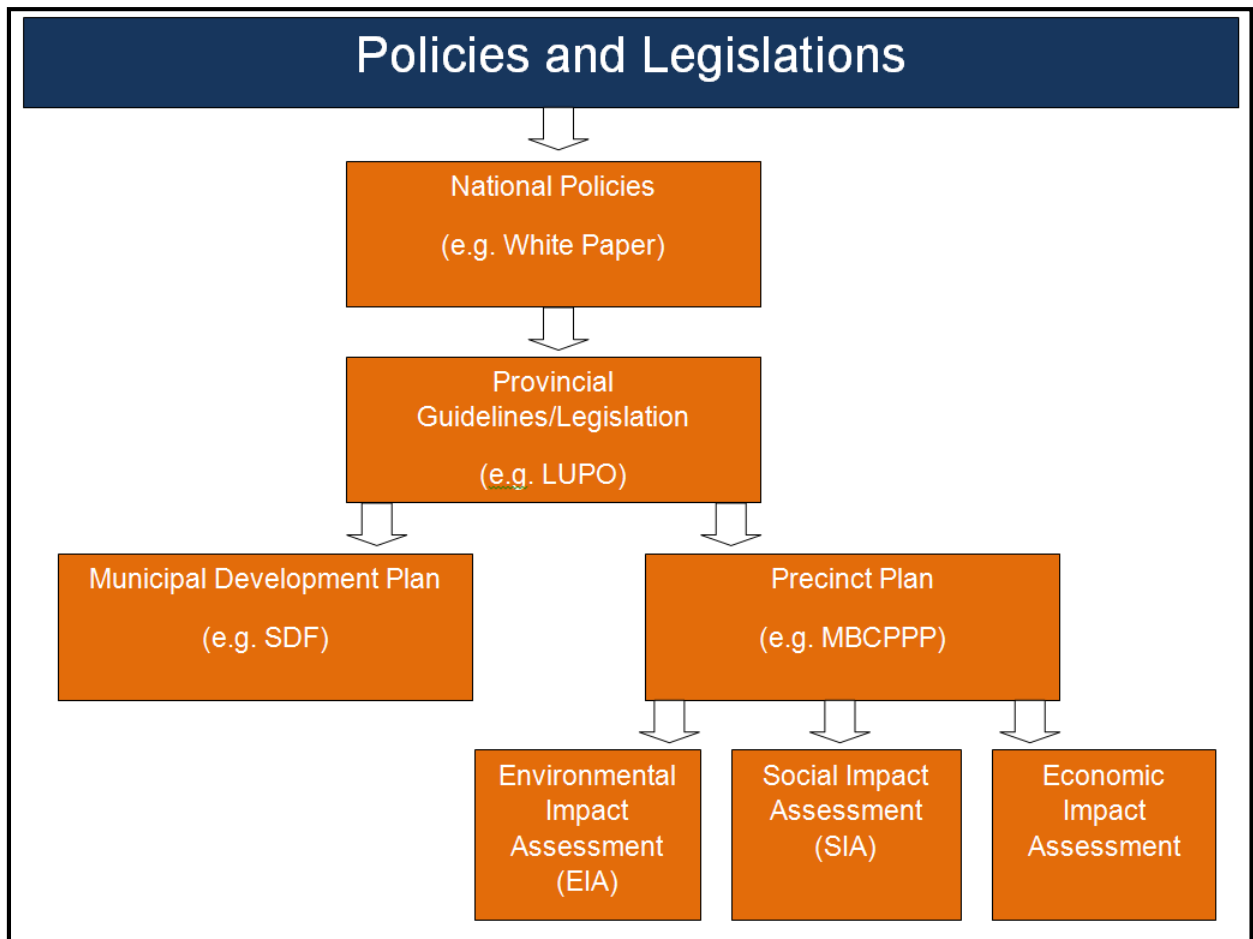 Policies and Legislations
National Policies
(e.g. White Paper)
Provincial
Guidelines/Legislation
(e.g. LUPO)
Municipal Development Plan
(e.g. SDF)
Precinct Plan
(e.g. MBCPPP)
Environmental
Impact
Assessment
(EIA)
Social Impact
Assessment
(SIA)
Economic
Impact
Assessment